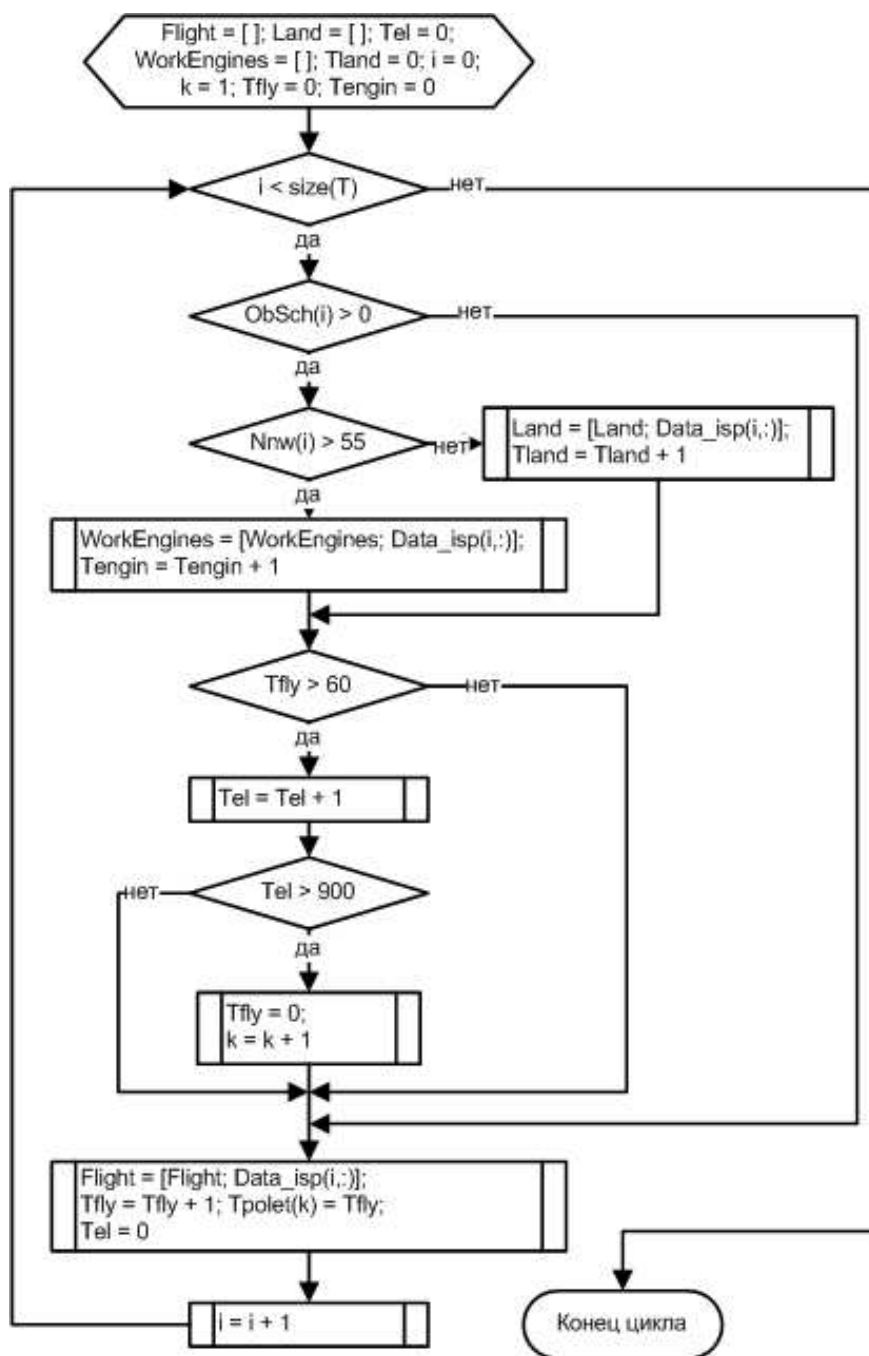 Flight = [ ]; Land = [ ]; Tel = 0;
WorkEngines = [ ]; Tland = 0; i = 0;
k = 1; Tfly = 0; Tengin = 0
i < size(T)
нет
да
ObSch(i) > 0
нет
да
Nnw(i) > 55
нет
Land = [Land; Data_isp(i,:)];
Tland = Tland + 1
да
WorkEngines = [WorkEngines; Data_isp(i,:)];
Tengin = Tengin + 1
Tfly > 60
нет
да
Tel = Tel + 1
нет
Tel > 900
да
Tfly = 0;
k = k + 1
Flight = [Flight; Data_isp(i,:)];
Tfly = Tfly + 1; Tpolet(k) = Tfly;
Tel = 0
i = i + 1
Конец цикла